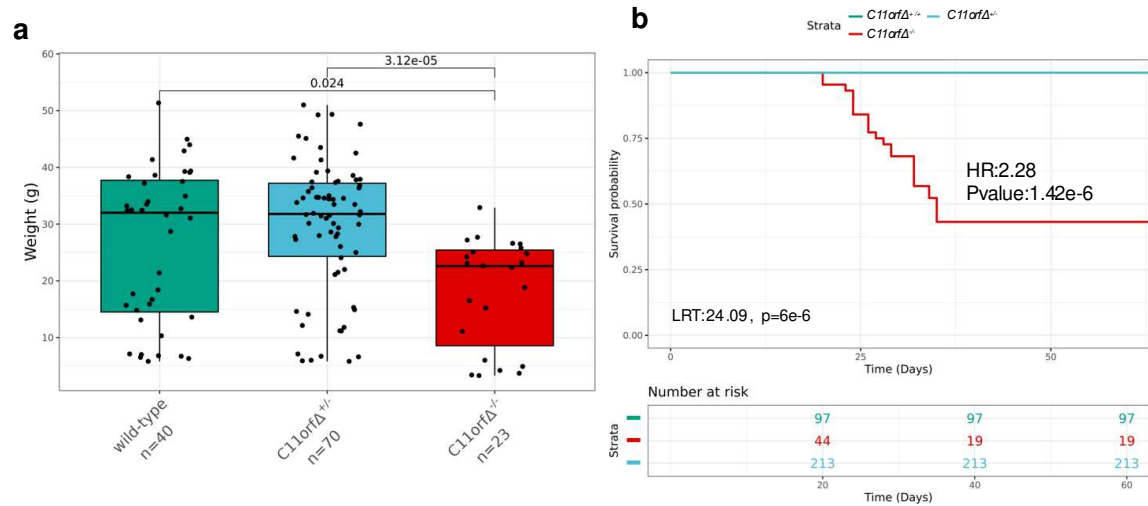 a
60
50
40
30
20
10
Weight (g)
3.12e-05
0.024
wild-type
n=40
C11orfΔ+/-
n=70
C11orfΔ-/-
n=23
b
Strata
C11orfΔ+/+
C11orfΔ+/-
C11orfΔ-/-
1.00
0.75
0.50
0.25
0.00
Survival probability
HR:2.28
Pvalue:1.42e-6
LRT:24.09, p=6e-6
0
25
50
Time (Days)
Number at risk
Strata
97
97
97
44
19
19
213
213
213
20
40
60
Time (Days)